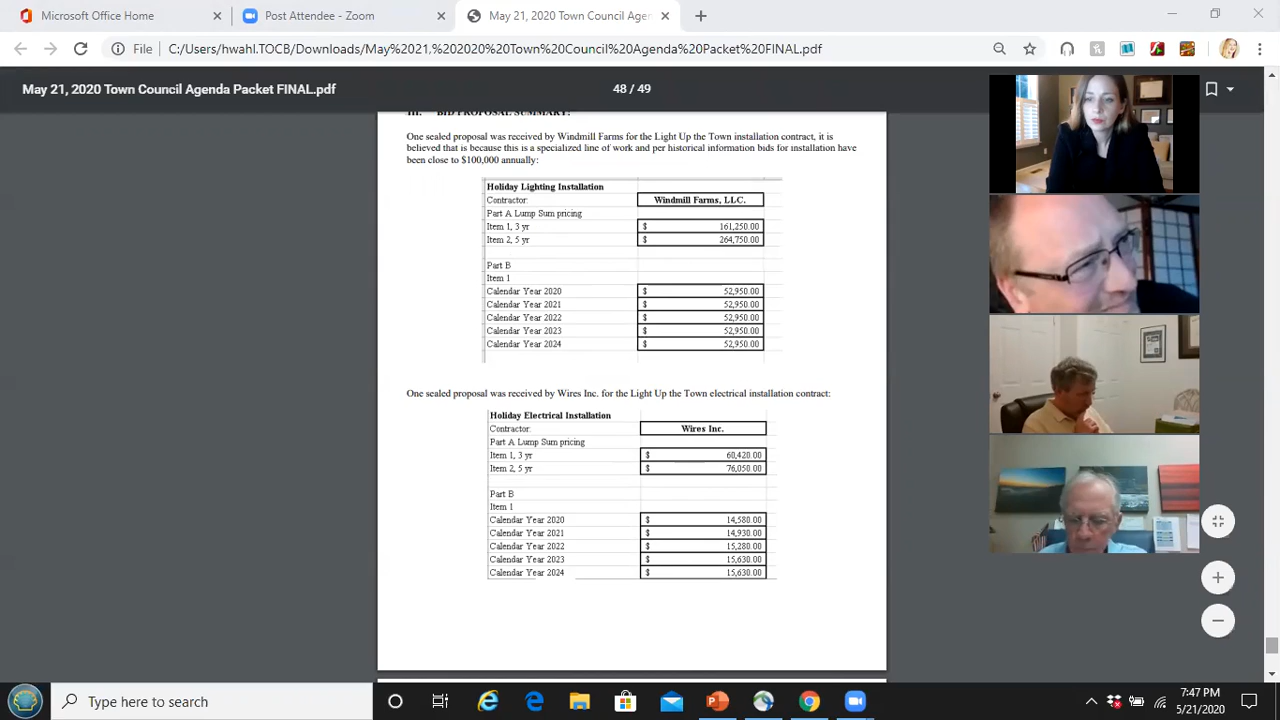 Microsoft Office Home
Post Attendee - Zoom
May 21, 2020 Town Council Agen
File
C:/Users/hwahl.TOCB/Downloads/May%2021,%202020%20Town%20Council%20Agenda%20Packet%20FINAL.pdf
May 21, 2020 Town Council Agenda Packet FINAL.pdf
48 / 49
III. BID PROPOSAL SUMMARY:
One sealed proposal was received by Windmill Farms for the Light Up the Town installation contract, it is
believed that is because this is a specialized line of work and per historical information bids for installation have
been close to $100,000 annually:
Holiday Lighting Installation
Contractor: Windmill Farms, LLC.
Part A Lump Sum pricing
Item 1, 3 yr $ 161,250.00
Item 2, 5 yr $ 264,750.00
Part B
Item 1
Calendar Year 2020 $ 52,950.00
Calendar Year 2021 $ 52,950.00
Calendar Year 2022 $ 52,950.00
Calendar Year 2023 $ 52,950.00
Calendar Year 2024 $ 52,950.00
One sealed proposal was received by Wires Inc. for the Light Up the Town electrical installation contract:
Holiday Electrical Installation
Contractor: Wires Inc.
Part A Lump Sum pricing
Item 1, 3 yr $ 60,420.00
Item 2, 5 yr $ 76,050.00
Part B
Item 1
Calendar Year 2020 $ 14,580.00
Calendar Year 2021 $ 14,930.00
Calendar Year 2022 $ 15,280.00
Calendar Year 2023 $ 15,630.00
Calendar Year 2024 $ 15,630.00
Type here to search
7:47 PM
5/21/2020